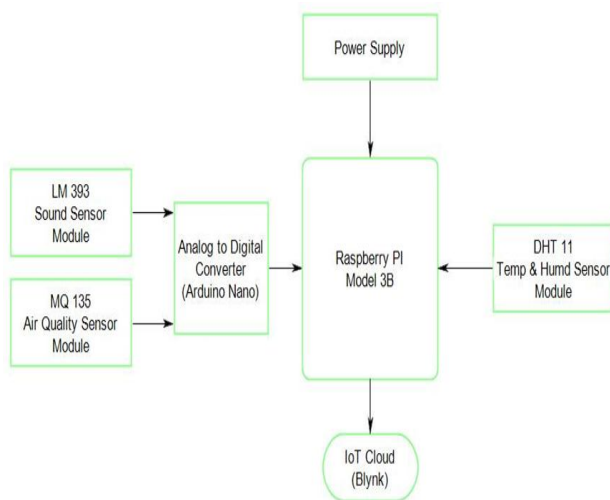 Power Supply
LM 393
Sound Sensor
Module
Analog to Digital
Converter
(Arduino Nano)
Raspberry PI
Model 3B
DHT 11
Temp & Humd Sensor
Module
MQ 135
Air Quality Sensor
Module
IoT Cloud
(Blynk)